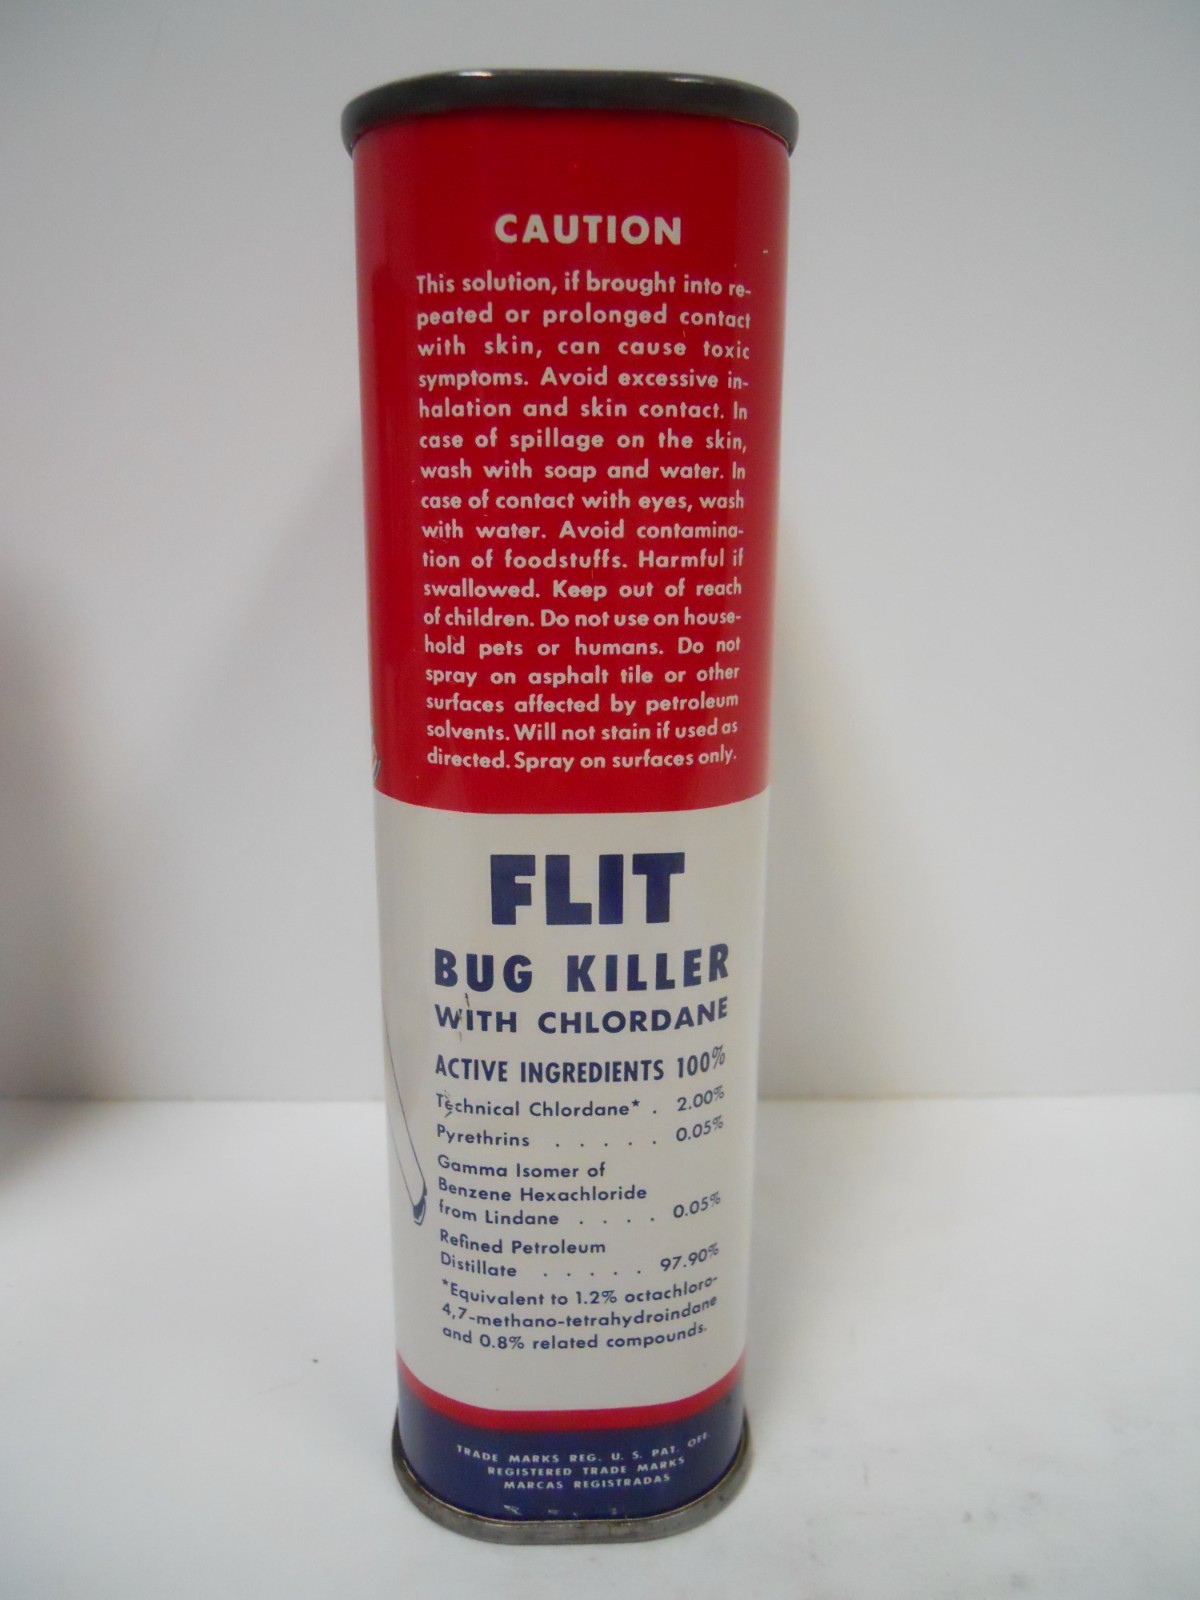 CAUTION
This solution, if brought into re-
peated or prolonged contact
with skin, can cause toxic
symptoms. Avoid excessive in-
halation and skin contact. In
case of spillage on the skin,
wash with soap and water. In
case of contact with eyes, wash
with water. Avoid contamina-
tion of foodstuffs. Harmful if
swallowed. Keep out of reach
of children. Do not use on house-
hold pets or humans. Do not
spray on asphalt tile or other
surfaces affected by petroleum
solvents. Will not stain if used as
directed. Spray on surfaces only.
FLIT
BUG KILLER
WITH CHLORDANE
ACTIVE INGREDIENTS 100%
Technical Chlordane* . 2.00%
Pyrethrins . . . . . 0.05%
Gamma Isomer of
Benzene Hexachloride
from Lindane . . . . 0.05%
Refined Petroleum
Distillate . . . . . 97.90%
*Equivalent to 1.2% octachloro-
4,7-methano-tetrahydroindane
and 0.8% related compounds.
TRADE MARKS REG. U. S. PAT. OFF.
REGISTERED TRADE MARKS
MARCAS REGISTRADAS